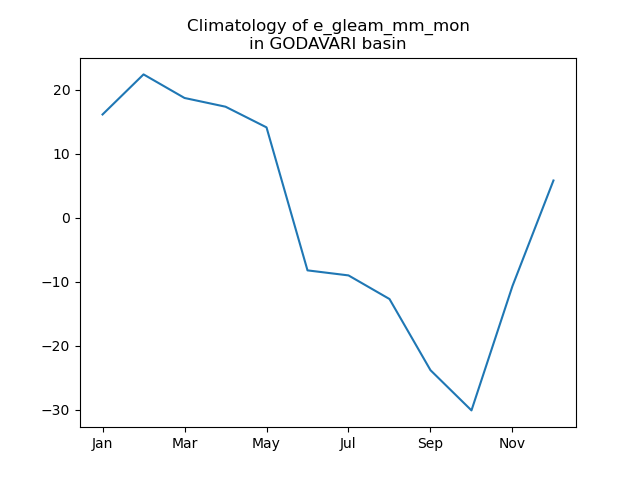 Climatology of e_gleam_mm_mon
in GODAVARI basin
20
10
0
−10
−20
−30
Jan
Mar
May
Jul
Sep
Nov